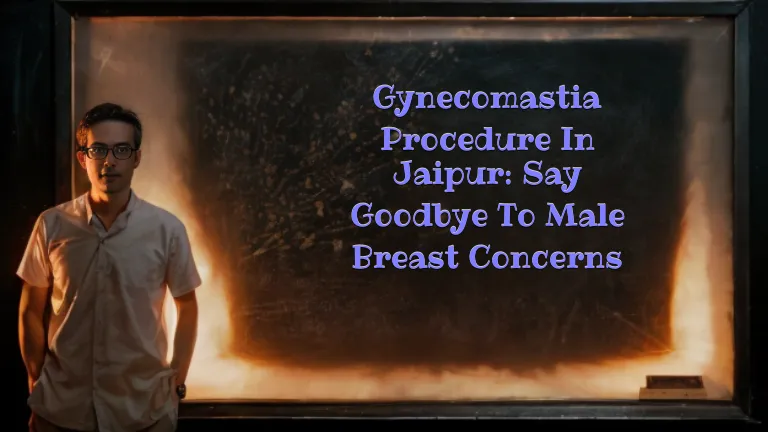 Gynecomastia
Procedure In
Jaipur: Say
Goodbye To Male
Breast Concerns